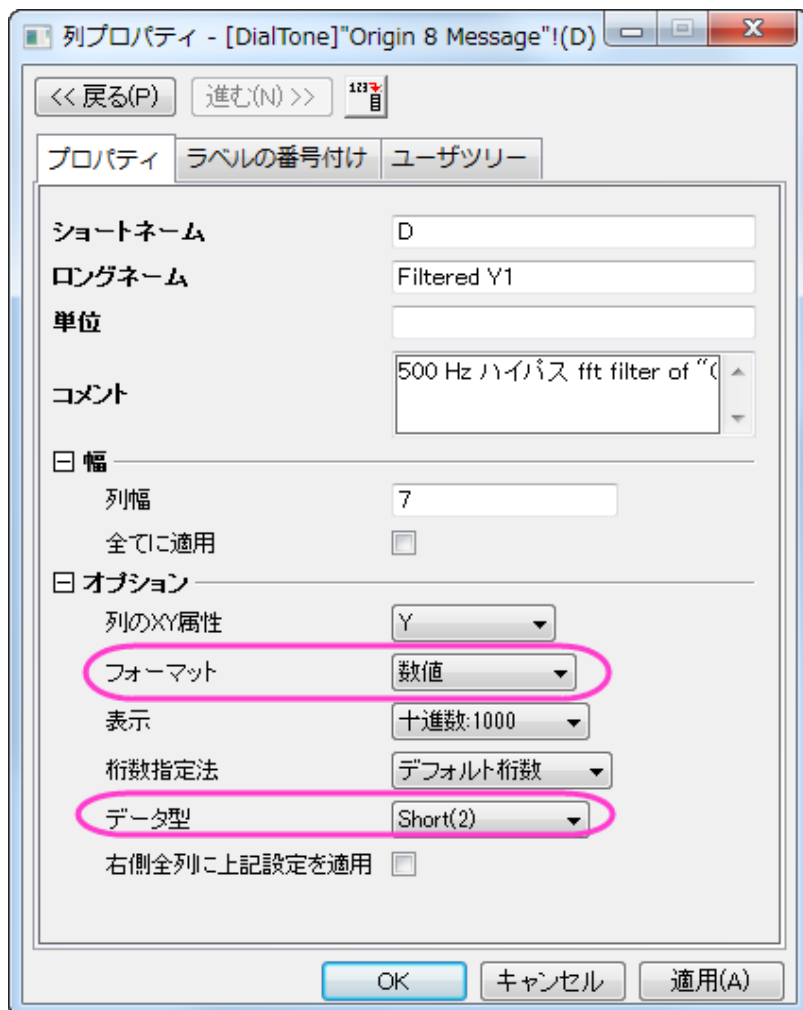 列プロパティ - [DialTone]"Origin 8 Message"!(D)
<< 戻る(P) 進む(N) >> 123
プロパティ ラベルの番号付け ユーザツリー
ショートネーム D
ロングネーム Filtered Y1
単位
コメント 500 Hz ハイパス fft filter of "(
幅
列幅 7
全てに適用
オプション
列のXY属性 Y
フォーマット 数値
表示 十進数:1000
桁数指定法 デフォルト桁数
データ型 Short(2)
右側全列に上記設定を適用
OK キャンセル 適用(A)